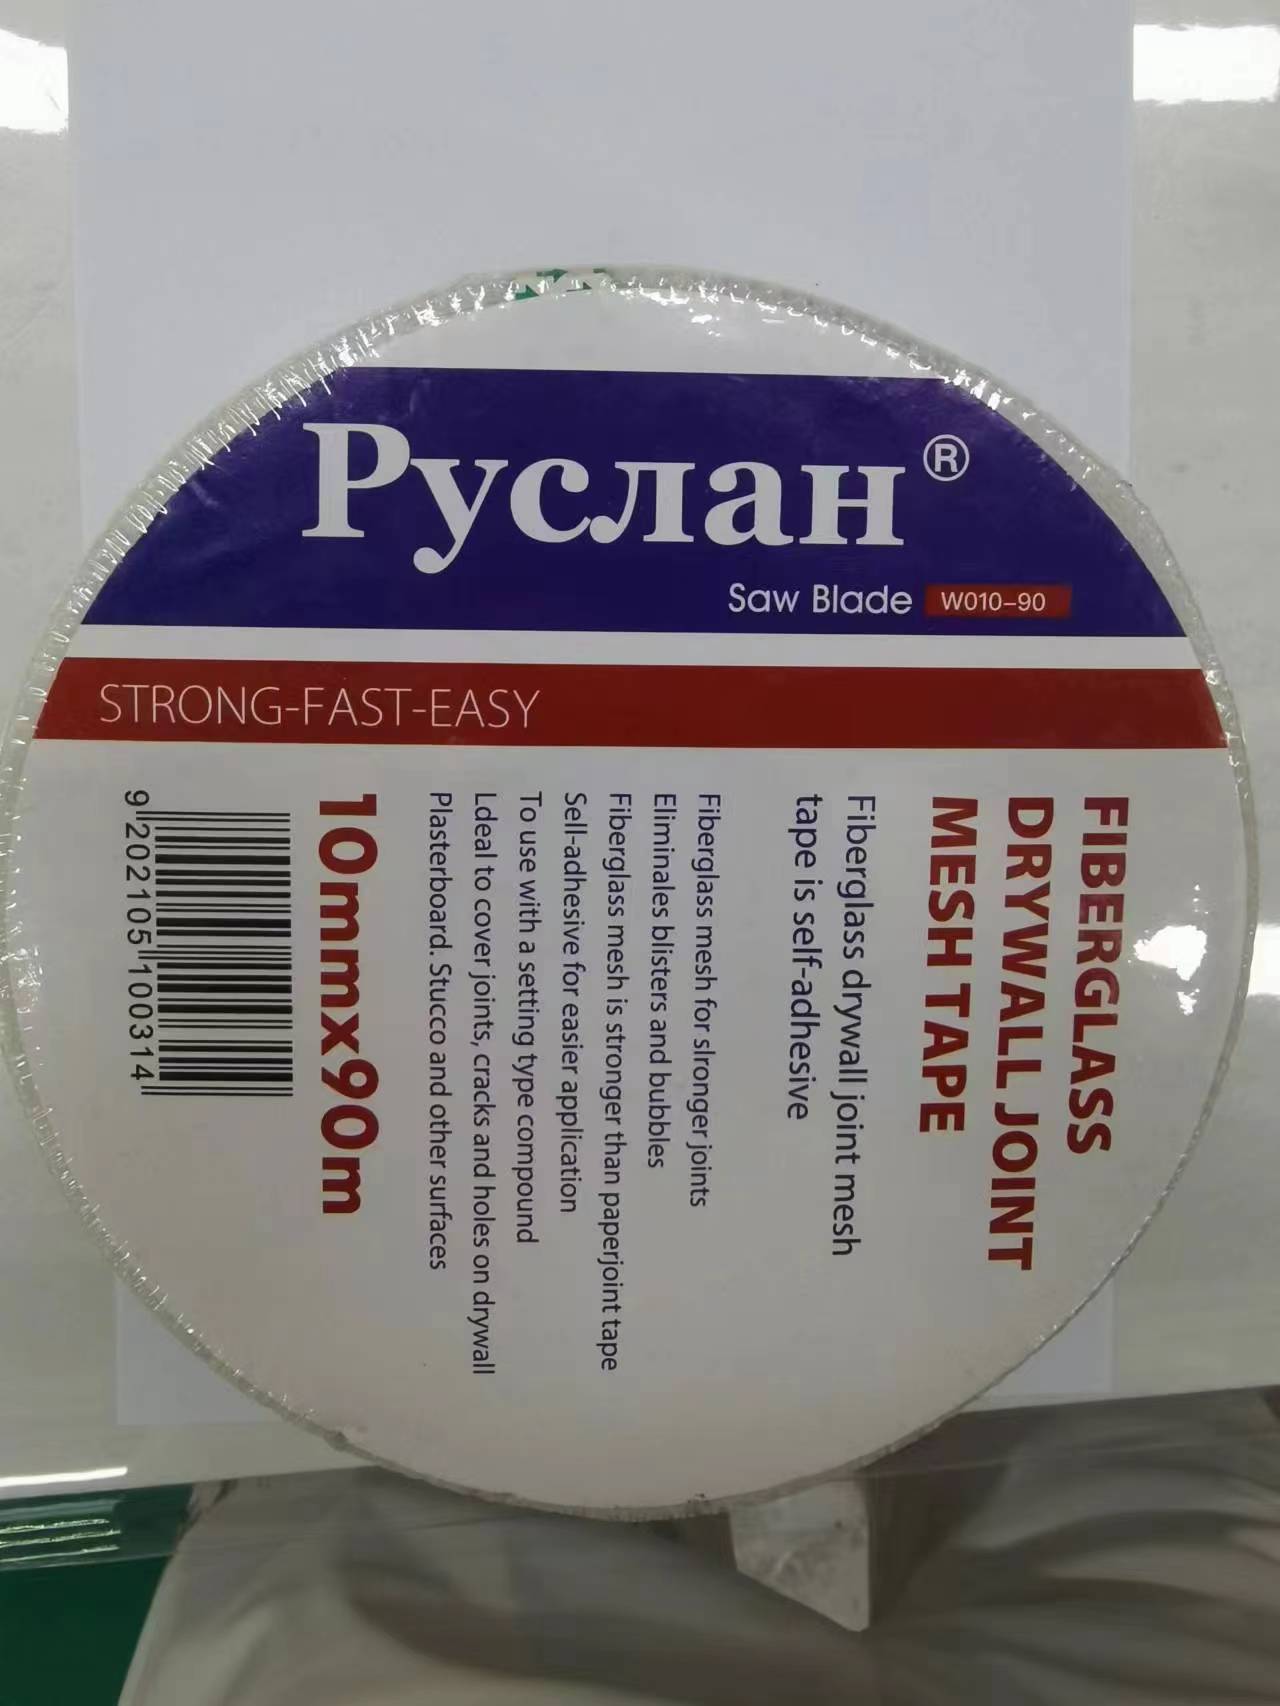 Руслан®
Saw Blade W010-90
STRONG-FAST-EASY
FIBERGLASS
DRYWALL JOINT
MESH TAPE
Fiberglass drywall joint mesh
tape is self-adhesive
Fiberglass mesh for slronger joints
Eliminales blisters and bubbles
Fiberglass mesh is stronger than paperjoint tape
Sell-adhesive for easier application
To use with a setting type compound
Ldeal to cover joints, cracks and holes on drywall
Plasterboard. Stucco and other surfaces
10mmx90m
9 202105 100314